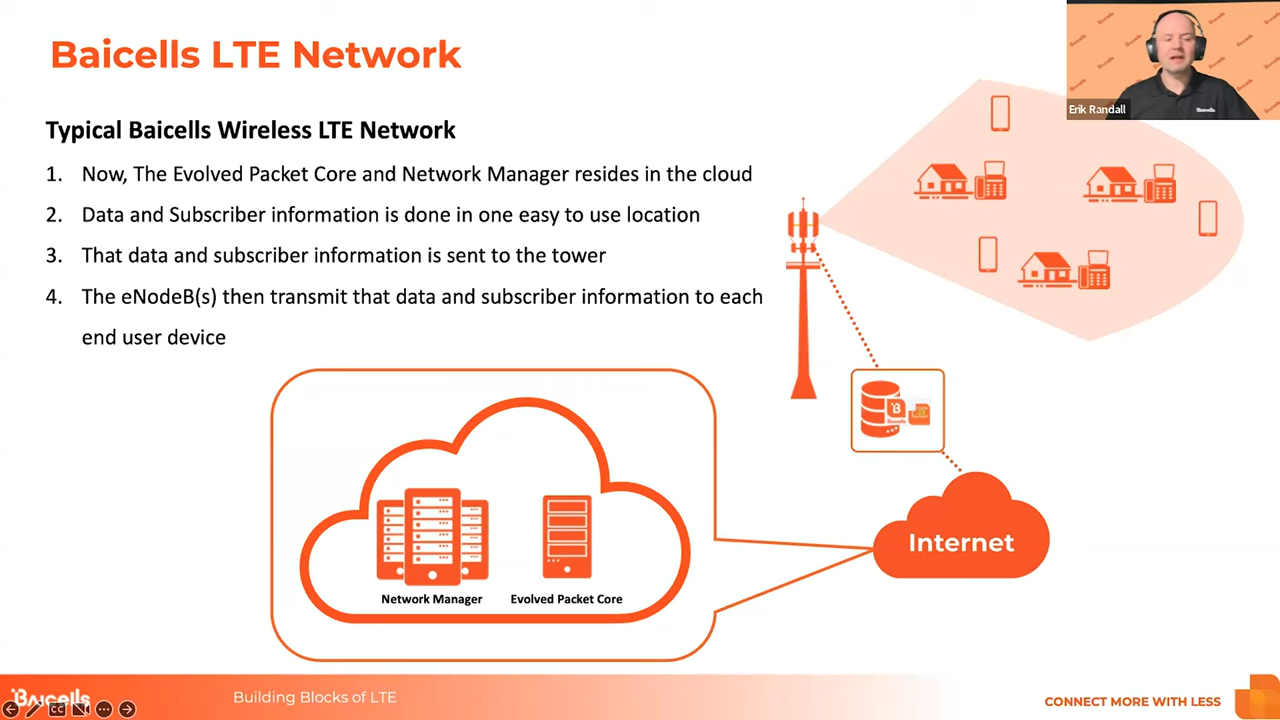 Baicells LTE Network
Erik Randall
Typical Baicells Wireless LTE Network
1. Now, The Evolved Packet Core and Network Manager resides in the cloud
2. Data and Subscriber information is done in one easy to use location
3. That data and subscriber information is sent to the tower
4. The eNodeB(s) then transmit that data and subscriber information to each
end user device
Baicells
Internet
Network Manager
Evolved Packet Core
Baicells
Building Blocks of LTE
CONNECT MORE WITH LESS
CC